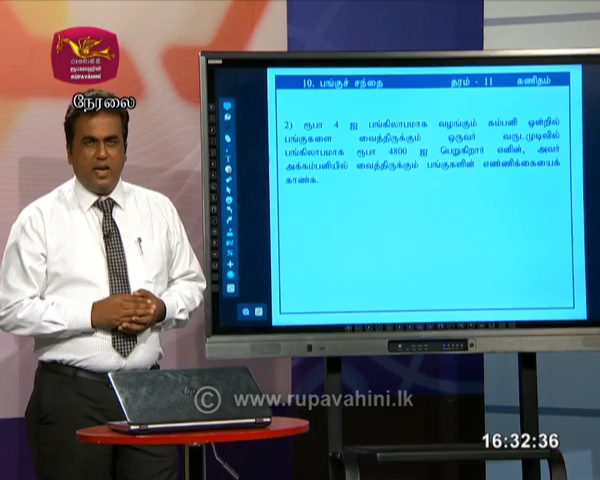 RUPAVAHINI
நேரலை
10. பங்குச் சந்தை தரம் - 11 கணிதம்
2) ரூபா 4 ஐ பங்கிலாபமாக வழங்கும் கம்பனி ஒன்றில்
பங்குகளை வைத்திருக்கும் ஒருவர் வருடமுடிவில்
பங்கிலாபமாக ரூபா 4800 ஐ பெறுகிறார் எனின், அவர்
அக்கம்பனியில் வைத்திருக்கும் பங்குகளின் எண்ணிக்கையைக்
காண்க.
© www.rupavahini.lk
16:32:36